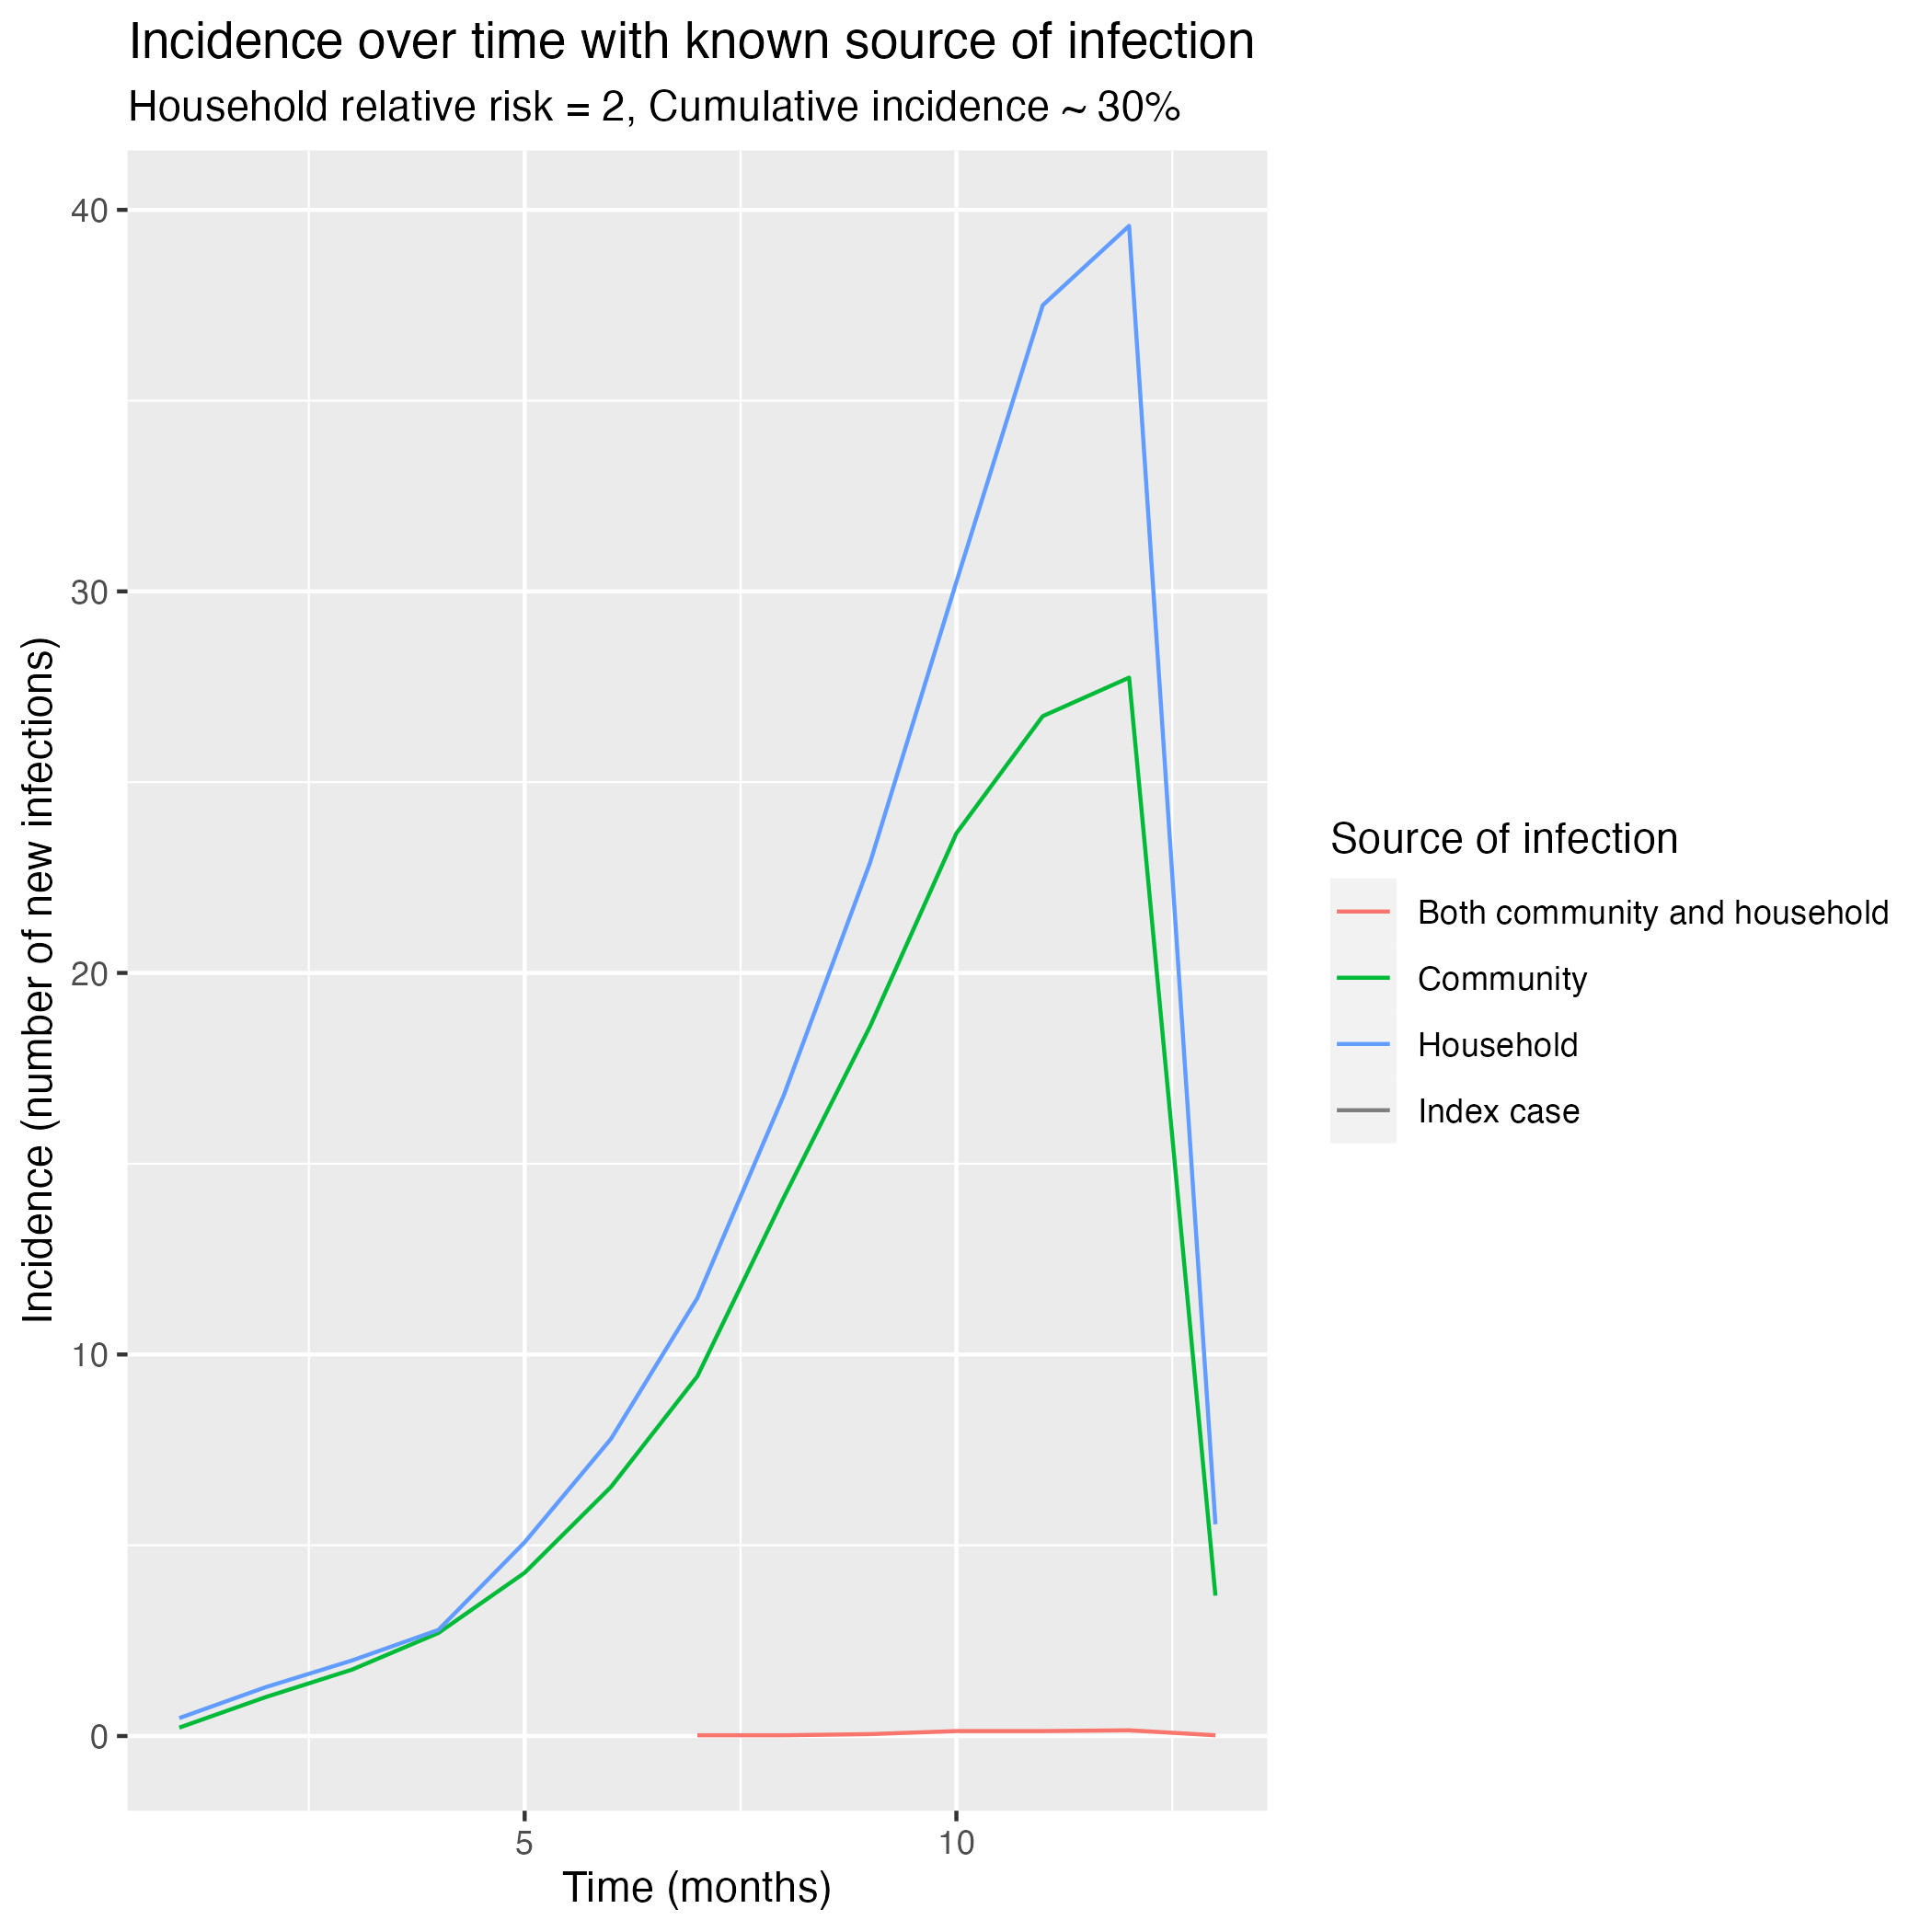 Incidence over time with known source of infection
Household relative risk = 2, Cumulative incidence ~ 30%
Incidence (number of new infections)
40
30
20
10
0
5
10
Time (months)
Source of infection
Both community and household
Community
Household
Index case